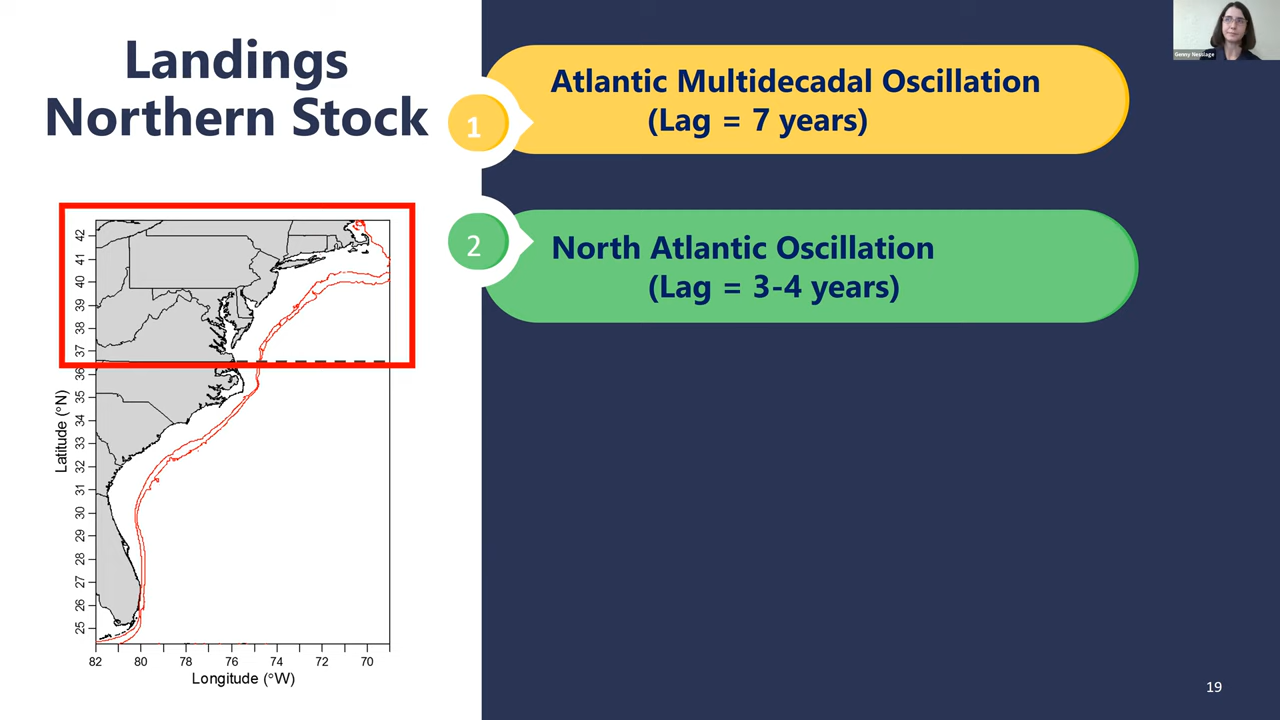 Landings
Northern Stock
1
Atlantic Multidecadal Oscillation
(Lag = 7 years)
2
North Atlantic Oscillation
(Lag = 3-4 years)
Genny Nesslage
42
41
40
39
38
37
36
35
34
33
32
31
30
29
28
27
26
25
Latitude (°N)
82 80 78 76 74 72 70
Longitude (°W)
19